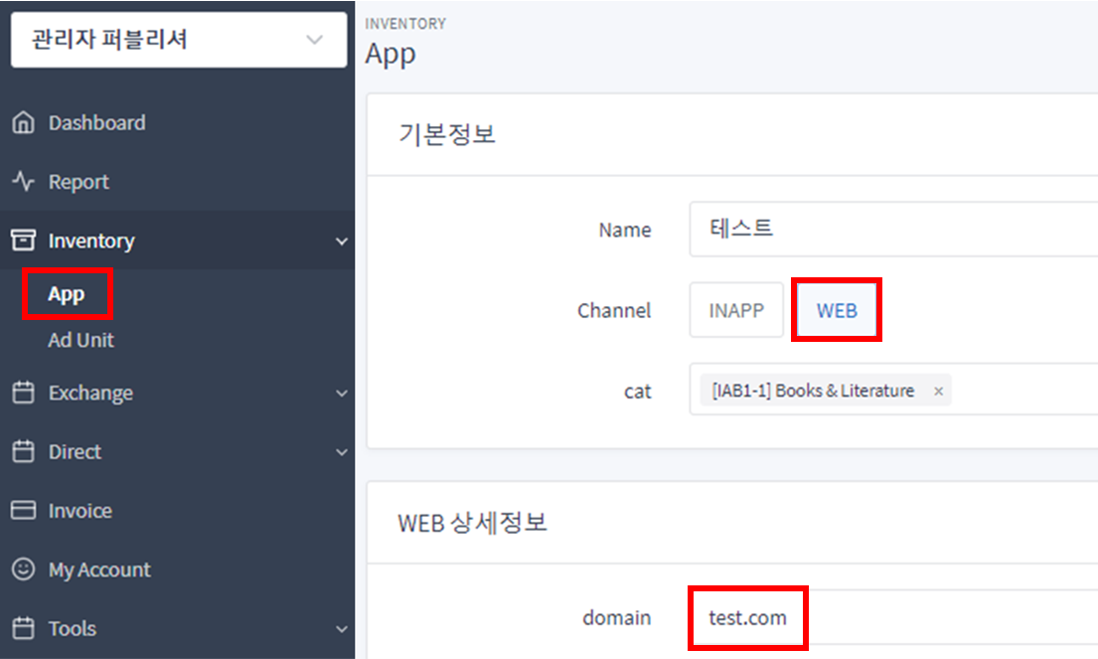 관리자 퍼블리셔
Dashboard
Report
Inventory
App
Ad Unit
Exchange
Direct
Invoice
My Account
Tools
INVENTORY
App
기본정보
Name 테스트
Channel INAPP WEB
cat [IAB1-1] Books & Literature ×
WEB 상세정보
domain test.com